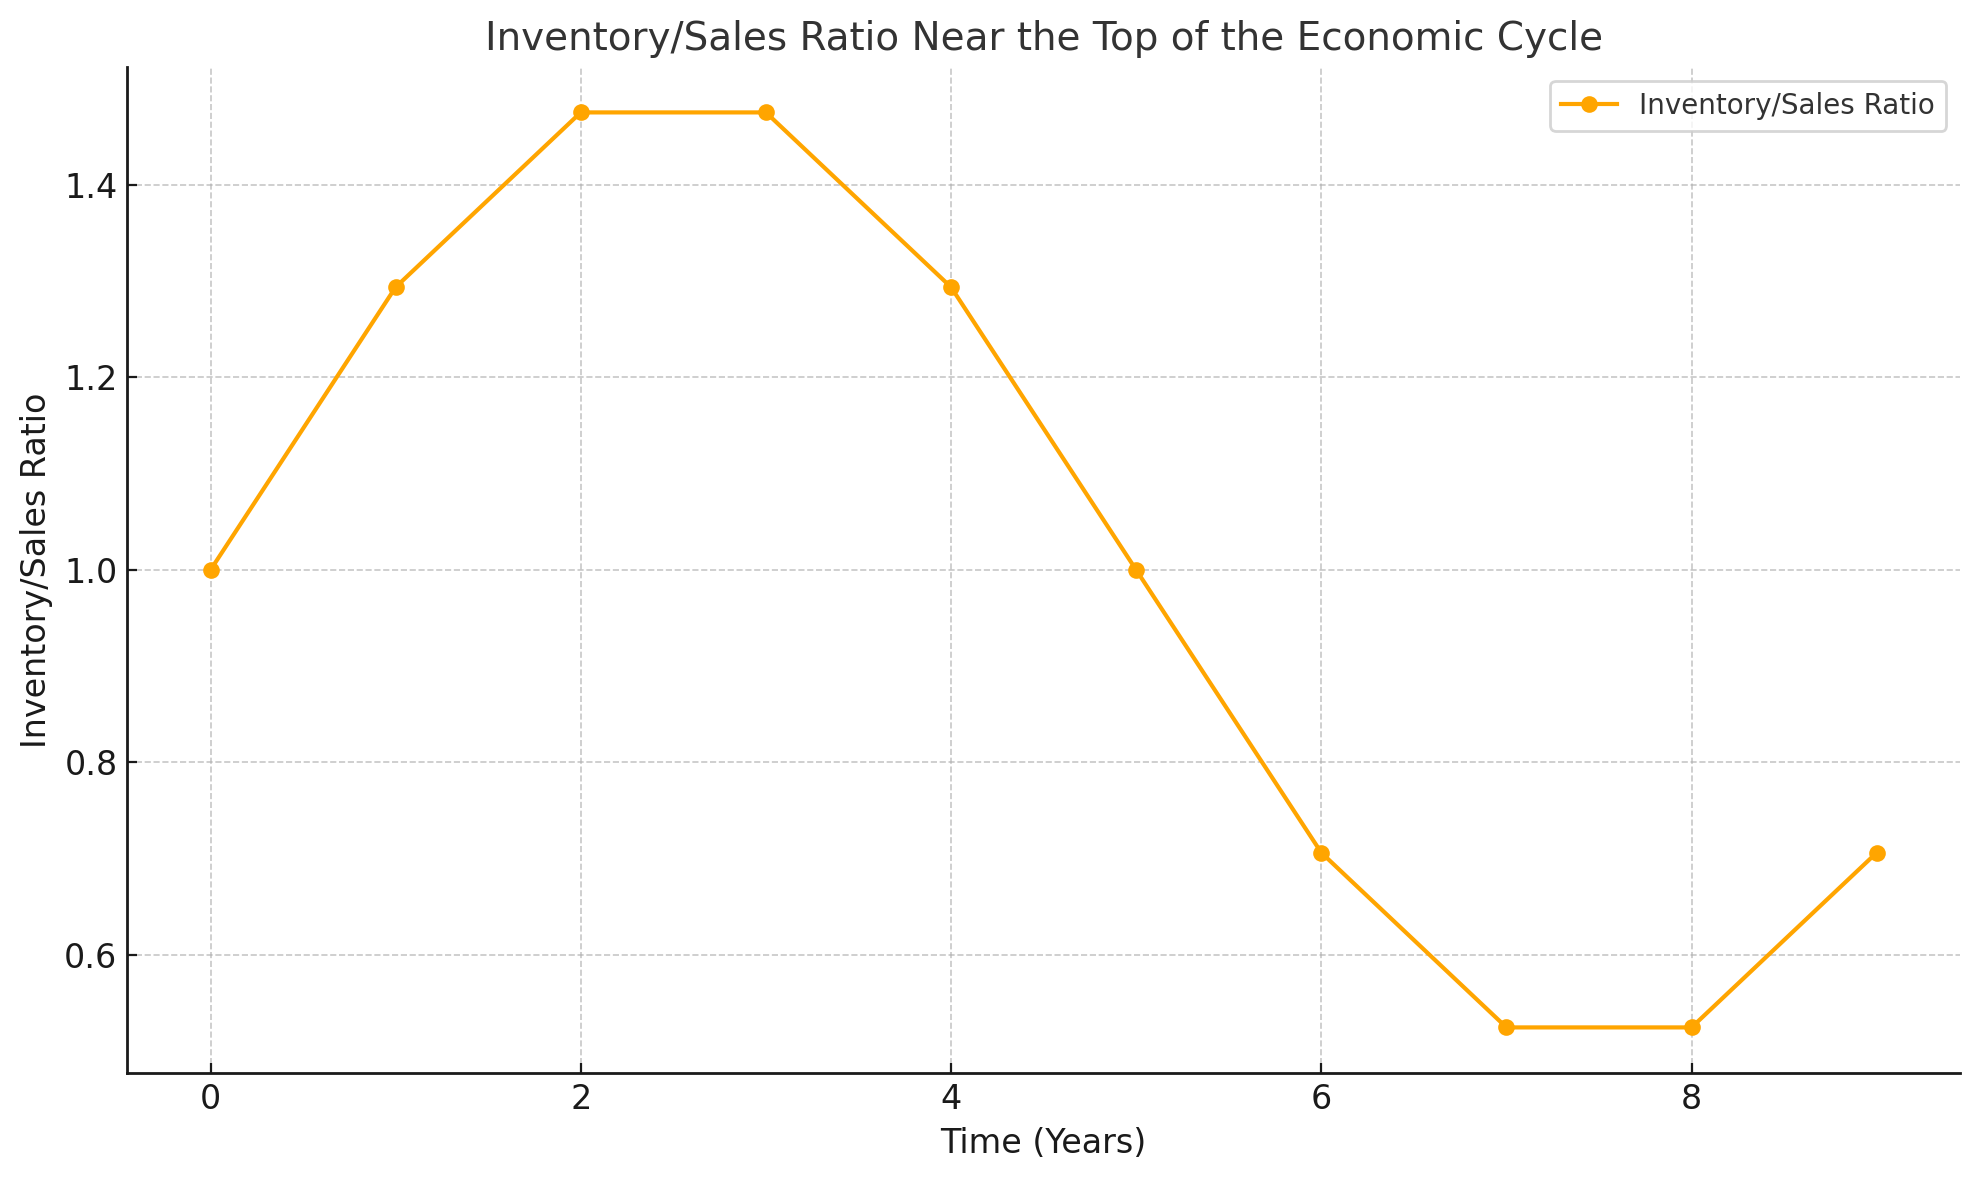 Inventory/Sales Ratio Near the Top of the Economic Cycle
Inventory/Sales Ratio
Inventory/Sales Ratio
1.4
1.2
1.0
0.8
0.6
0 2 4 6 8
Time (Years)